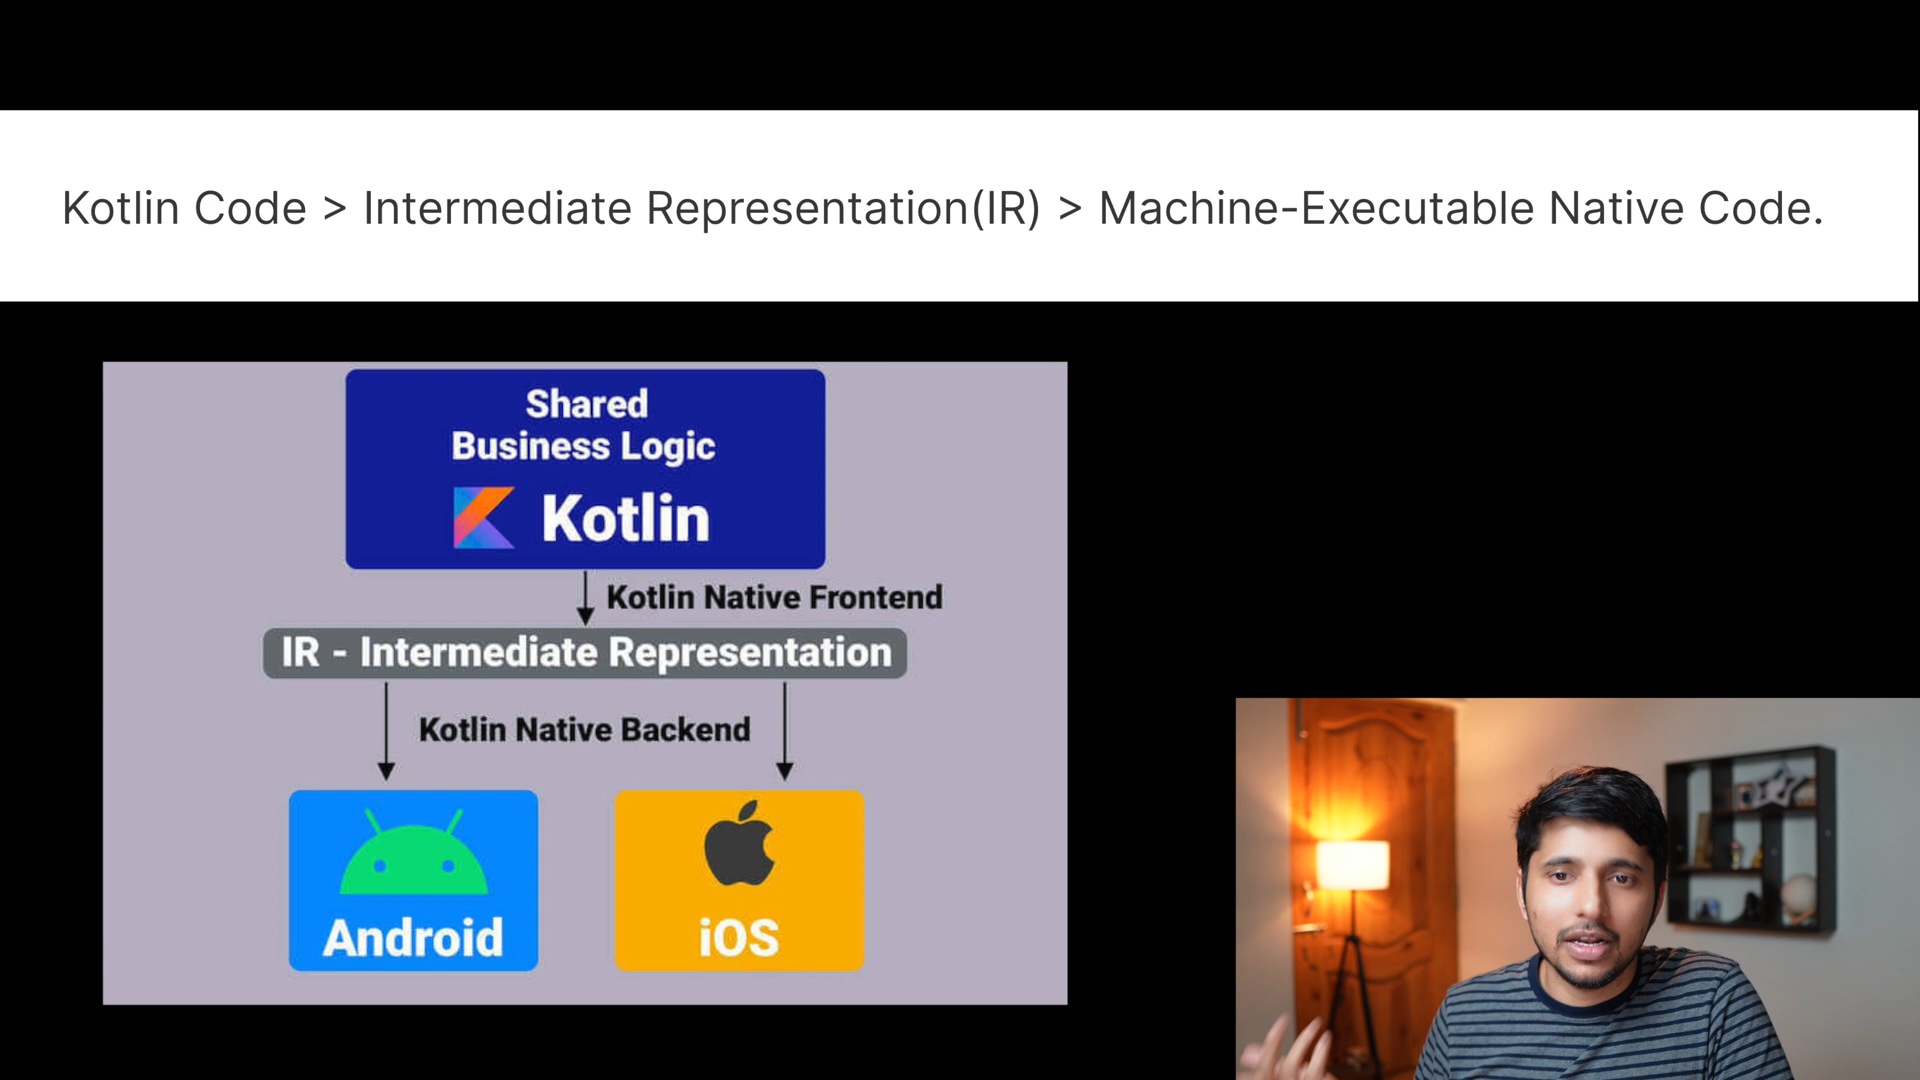 Kotlin Code > Intermediate Representation(IR) > Machine-Executable Native Code.
Shared
Business Logic
Kotlin
Kotlin Native Frontend
IR - Intermediate Representation
Kotlin Native Backend
Android
iOS